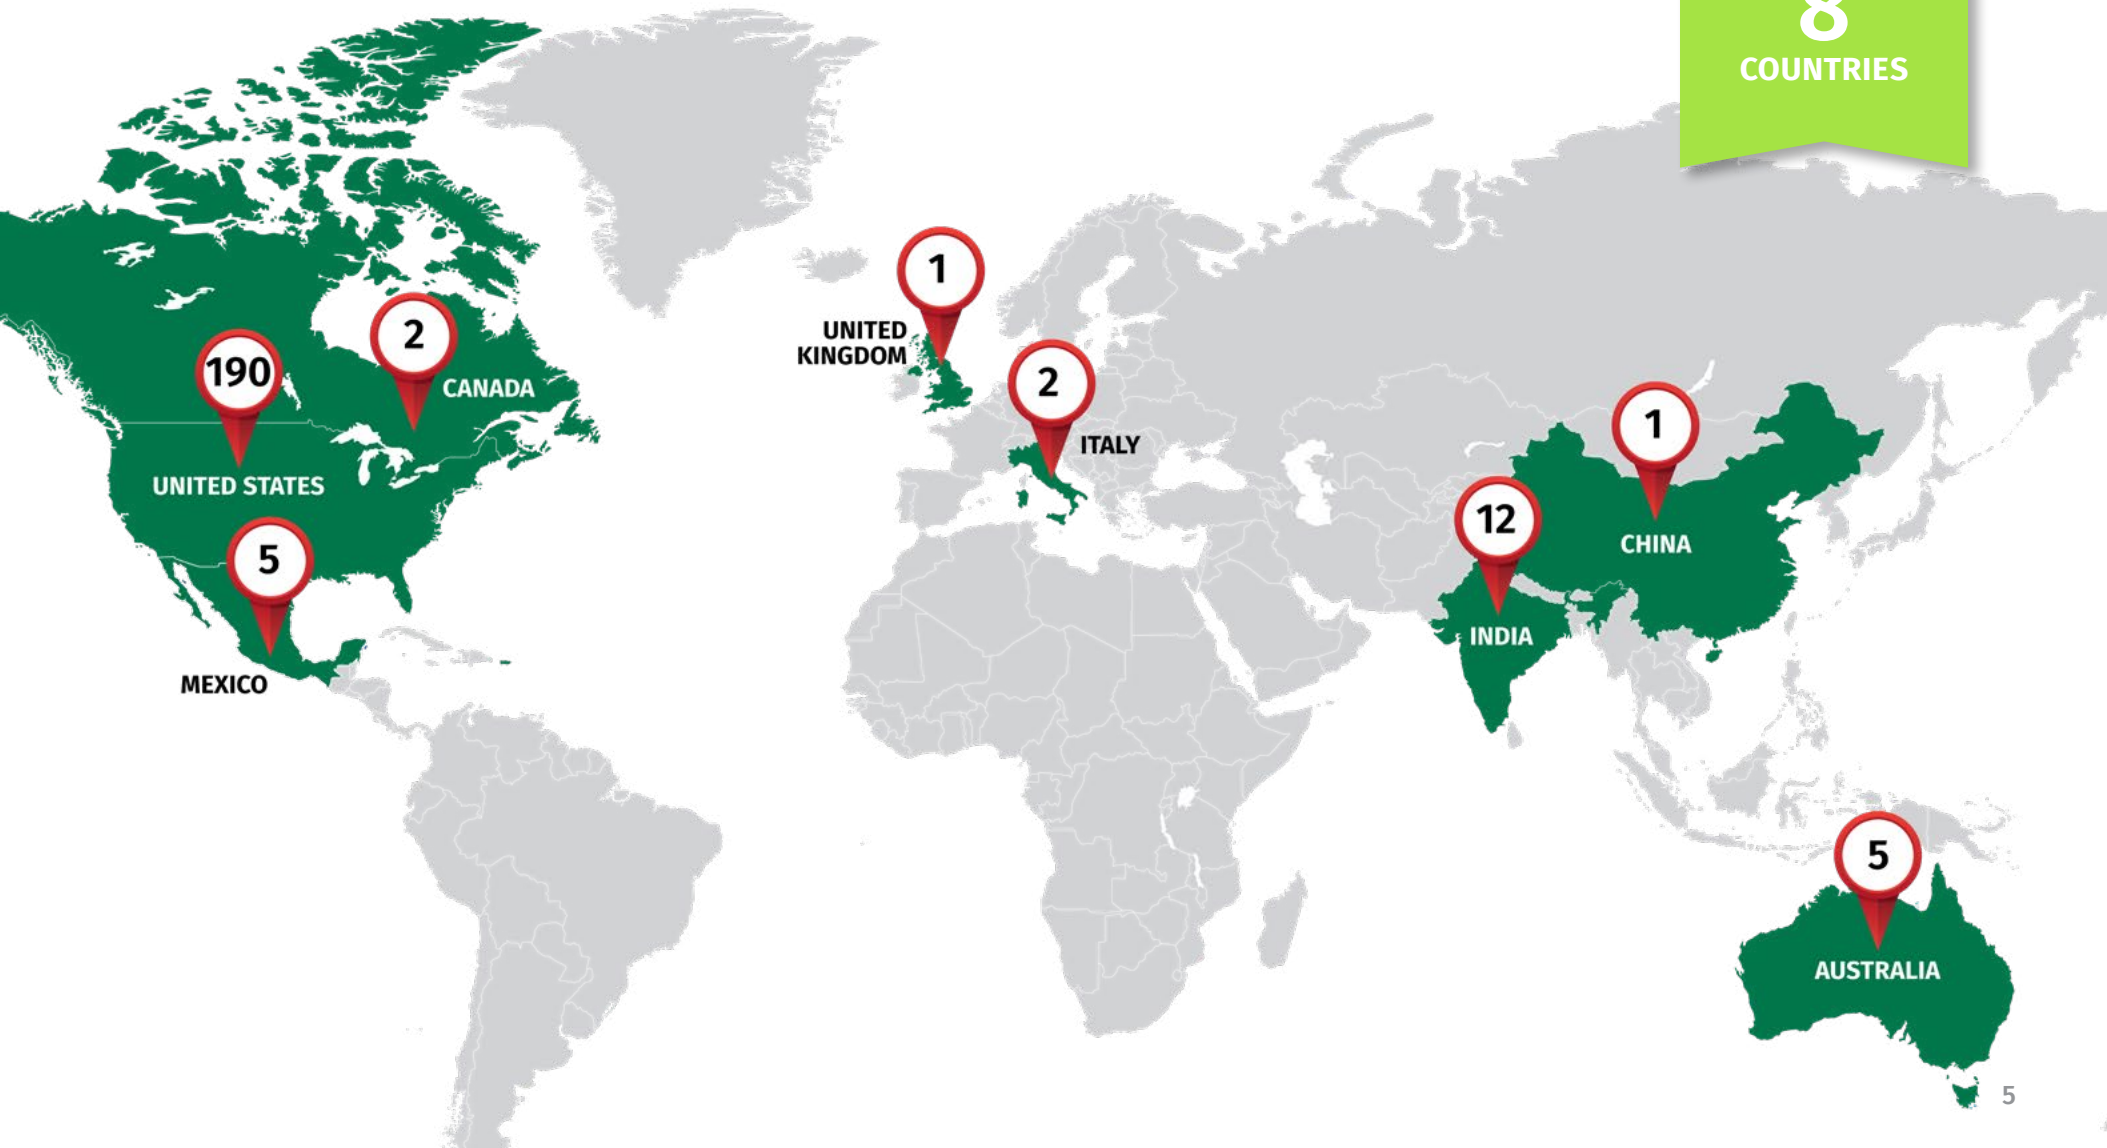 8
COUNTRIES
1
UNITED
KINGDOM
2
CANADA
190
UNITED STATES
2
ITALY
1
CHINA
12
INDIA
5
MEXICO
5
AUSTRALIA
5